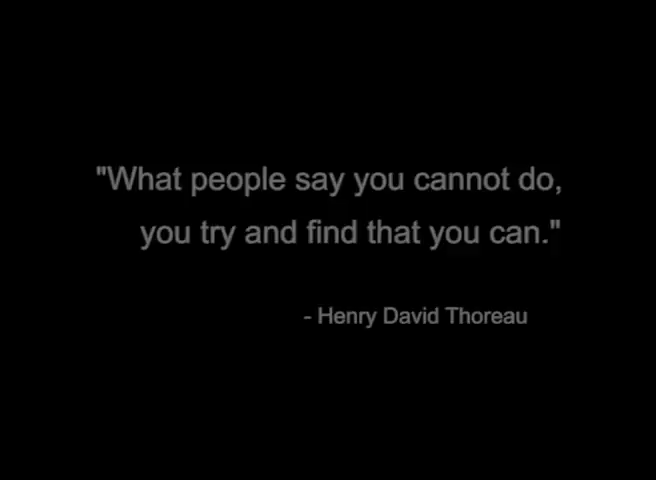 "What people say you cannot do,
you try and find that you can."
- Henry David Thoreau